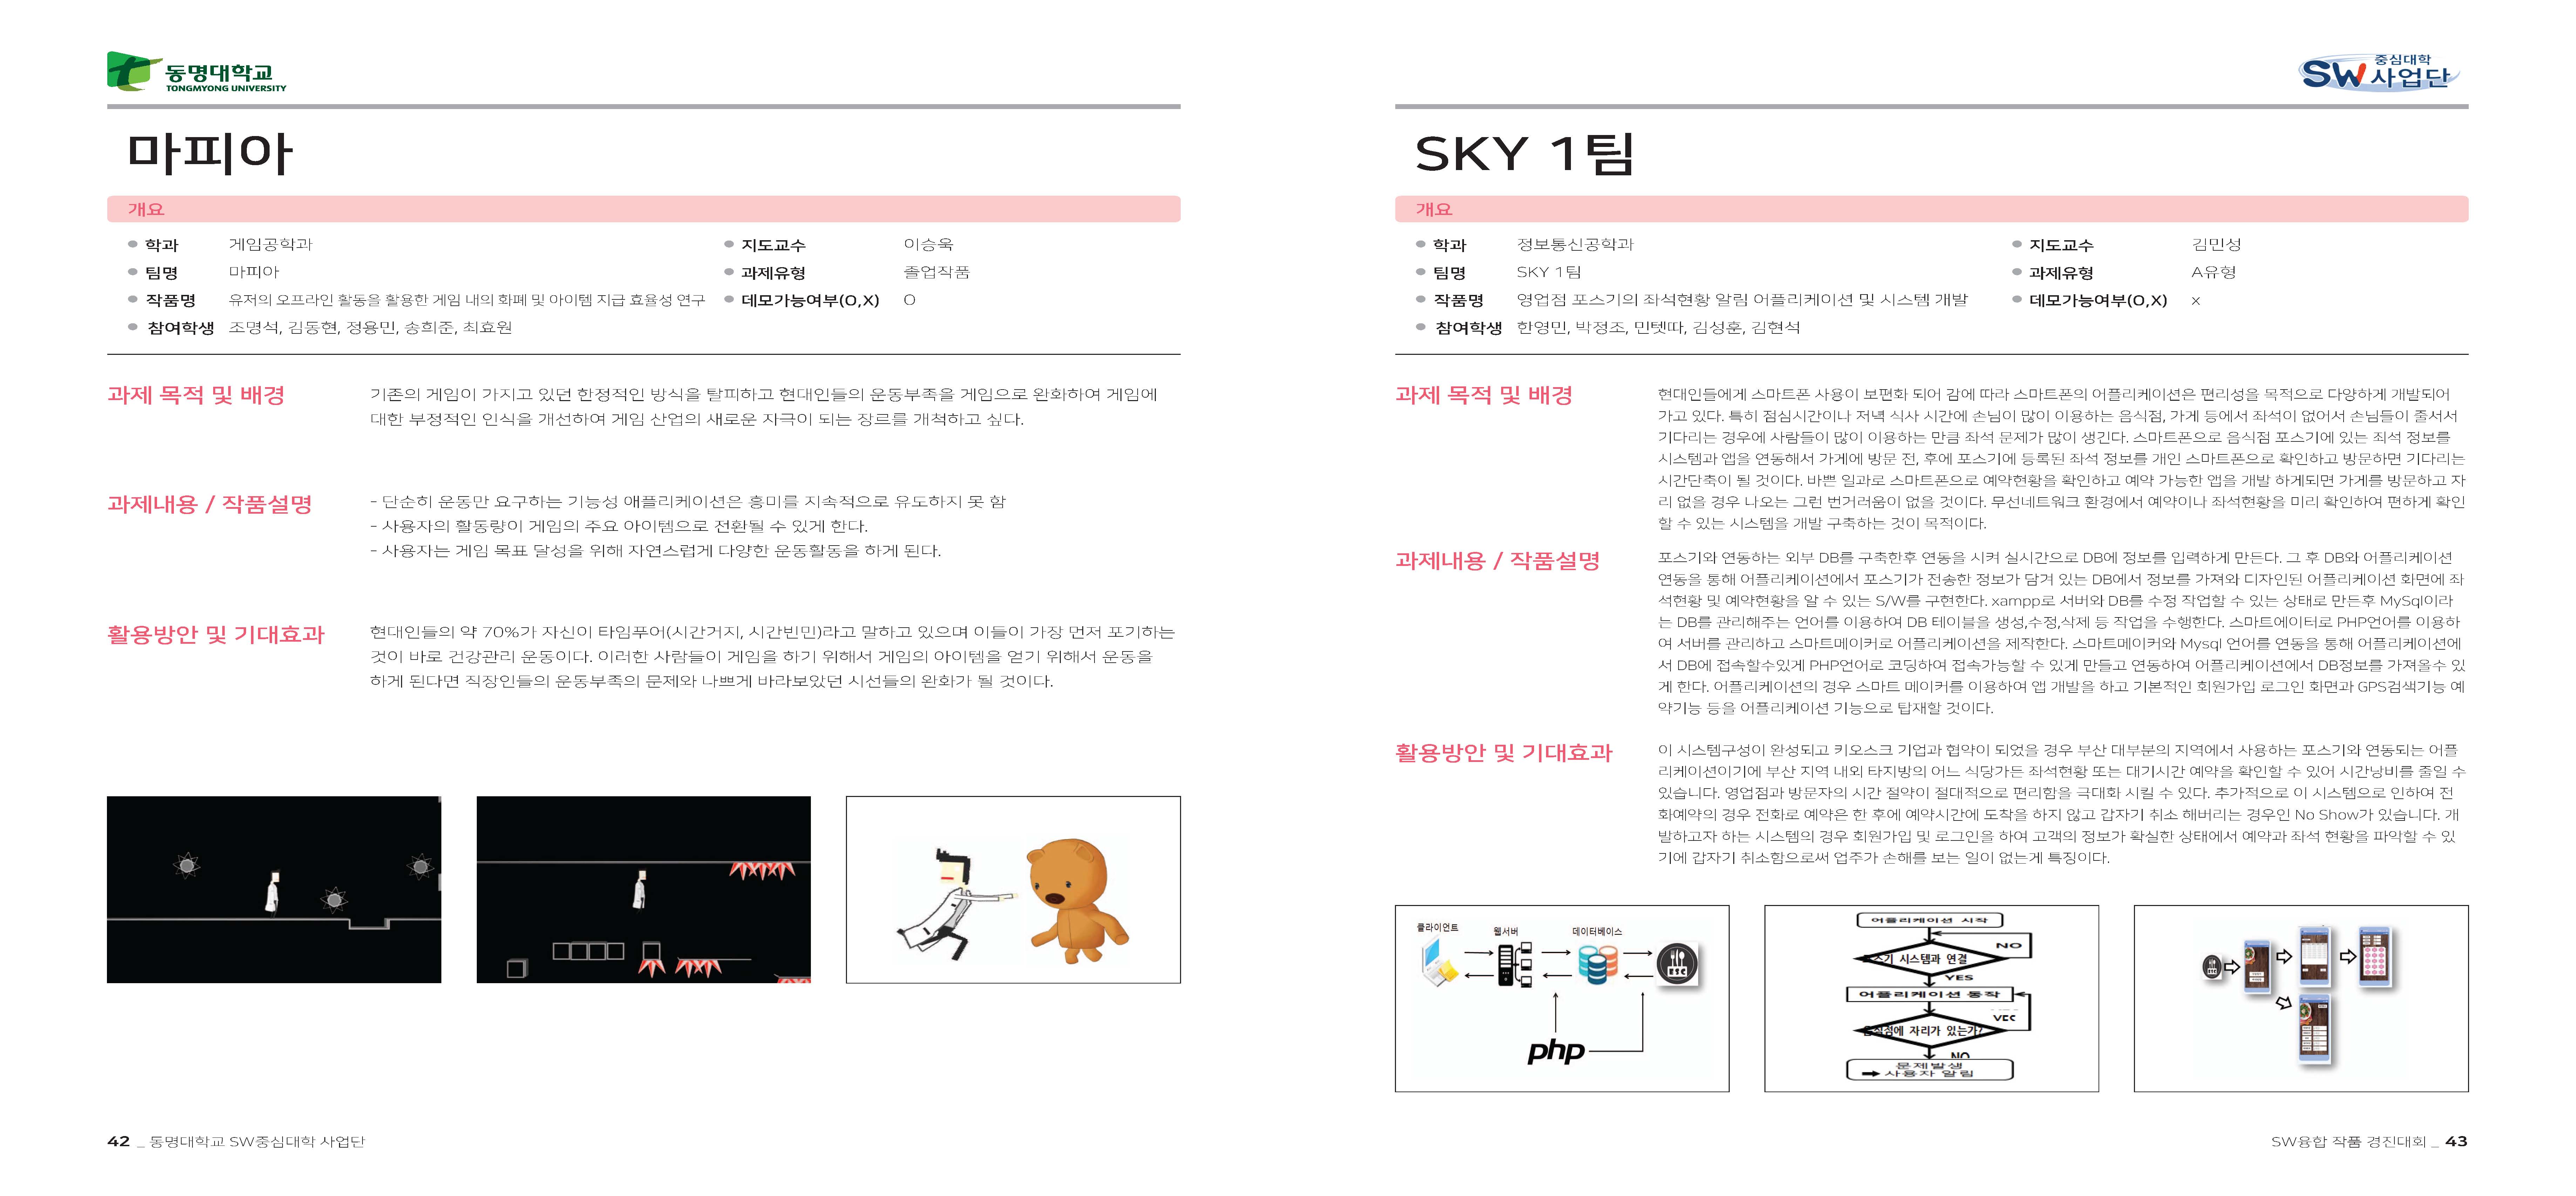 동명대학교
TONGMYONG UNIVERSITY
마피아
개요
학과 게임공학과
지도교수 이승욱
팀명 마피아
과제유형 졸업작품
작품명 유저의 오프라인 활동을 활용한 게임 내의 화폐 및 아이템 지급 효율성 연구
데모가능여부(O,X) O
참여학생 조명석, 김동현, 정용민, 송희준, 최효원
과제 목적 및 배경
기존의 게임이 가지고 있던 한정적인 방식을 탈피하고 현대인들의 운동부족을 게임으로 완화하여 게임에
대한 부정적인 인식을 개선하여 게임 산업의 새로운 자극이 되는 장르를 개척하고 싶다.
과제내용 / 작품설명
- 단순히 운동만 요구하는 기능성 애플리케이션은 흥미를 지속적으로 유도하지 못 함
- 사용자의 활동량이 게임의 주요 아이템으로 전환될 수 있게 한다.
- 사용자는 게임 목표 달성을 위해 자연스럽게 다양한 운동활동을 하게 된다.
활용방안 및 기대효과
현대인들의 약 70%가 자신이 타임푸어(시간거지, 시간빈민)라고 말하고 있으며 이들이 가장 먼저 포기하는
것이 바로 건강관리 운동이다. 이러한 사람들이 게임을 하기 위해서 게임의 아이템을 얻기 위해서 운동을
하게 된다면 직장인들의 운동부족의 문제와 나쁘게 바라보았던 시선들의 완화가 될 것이다.
42 _ 동명대학교 SW중심대학 사업단
SW 중심대학 사업단
SKY 1팀
개요
학과 정보통신공학과
지도교수 김민성
팀명 SKY 1팀
과제유형 A유형
작품명 영업점 포스기의 좌석현황 알림 어플리케이션 및 시스템 개발
데모가능여부(O,X) x
참여학생 한영민, 박정조, 민텟따, 김성훈, 김현석
과제 목적 및 배경
현대인들에게 스마트폰 사용이 보편화 되어 감에 따라 스마트폰의 어플리케이션은 편리성을 목적으로 다양하게 개발되어
가고 있다. 특히 점심시간이나 저녁 식사 시간에 손님이 많이 이용하는 음식점, 가게 등에서 좌석이 없어서 손님들이 줄서서
기다리는 경우에 사람들이 많이 이용하는 만큼 좌석 문제가 많이 생긴다. 스마트폰으로 음식점 포스기에 있는 죄석 정보를
시스템과 앱을 연동해서 가게에 방문 전, 후에 포스기에 등록된 좌석 정보를 개인 스마트폰으로 확인하고 방문하면 기다리는
시간단축이 될 것이다. 바쁜 일과로 스마트폰으로 예약현황을 확인하고 예약 가능한 앱을 개발 하게되면 가게를 방문하고 자
리 없을 경우 나오는 그런 번거러움이 없을 것이다. 무선네트워크 환경에서 예약이나 좌석현황을 미리 확인하여 편하게 확인
할 수 있는 시스템을 개발 구축하는 것이 목적이다.
과제내용 / 작품설명
포스기와 연동하는 외부 DB를 구축한후 연동을 시켜 실시간으로 DB에 정보를 입력하게 만든다. 그 후 DB와 어플리케이션
연동을 통해 어플리케이션에서 포스기가 전송한 정보가 담겨 있는 DB에서 정보를 가져와 디자인된 어플리케이션 화면에 좌
석현황 및 예약현황을 알 수 있는 S/W를 구현한다. xampp로 서버와 DB를 수정 작업할 수 있는 상태로 만든후 MySql이라
는 DB를 관리해주는 언어를 이용하여 DB 테이블을 생성,수정,삭제 등 작업을 수행한다. 스마트에이터로 PHP언어를 이용하
여 서버를 관리하고 스마트메이커로 어플리케이션을 제작한다. 스마트메이커와 Mysql 언어를 연동을 통해 어플리케이션에
서 DB에 접속할수있게 PHP언어로 코딩하여 접속가능할 수 있게 만들고 연동하여 어플리케이션에서 DB정보를 가져올수 있
게 한다. 어플리케이션의 경우 스마트 메이커를 이용하여 앱 개발을 하고 기본적인 회원가입 로그인 화면과 GPS검색기능 예
약기능 등을 어플리케이션 기능으로 탑재할 것이다.
활용방안 및 기대효과
이 시스템구성이 완성되고 키오스크 기업과 협약이 되었을 경우 부산 대부분의 지역에서 사용하는 포스기와 연동되는 어플
리케이션이기에 부산 지역 내외 타지방의 어느 식당가든 좌석현황 또는 대기시간 예약을 확인할 수 있어 시간낭비를 줄일 수
있습니다. 영업점과 방문자의 시간 절약이 절대적으로 편리함을 극대화 시킬 수 있다. 추가적으로 이 시스템으로 인하여 전
화예약의 경우 전화로 예약은 한 후에 예약시간에 도착을 하지 않고 갑자기 취소 해버리는 경우인 No Show가 있습니다. 개
발하고자 하는 시스템의 경우 회원가입 및 로그인을 하여 고객의 정보가 확실한 상태에서 예약과 좌석 현황을 파악할 수 있
기에 갑자기 취소함으로써 업주가 손해를 보는 일이 없는게 특징이다.
클라이언트
웹서버
데이터베이스
php
어플리케이션 시작
NO
포스기 시스템과 연결
YES
어플리케이션 동작
음식점에 자리가 있는가?
NO
문제발생
사용자 알림
SW융합 작품 경진대회 _ 43